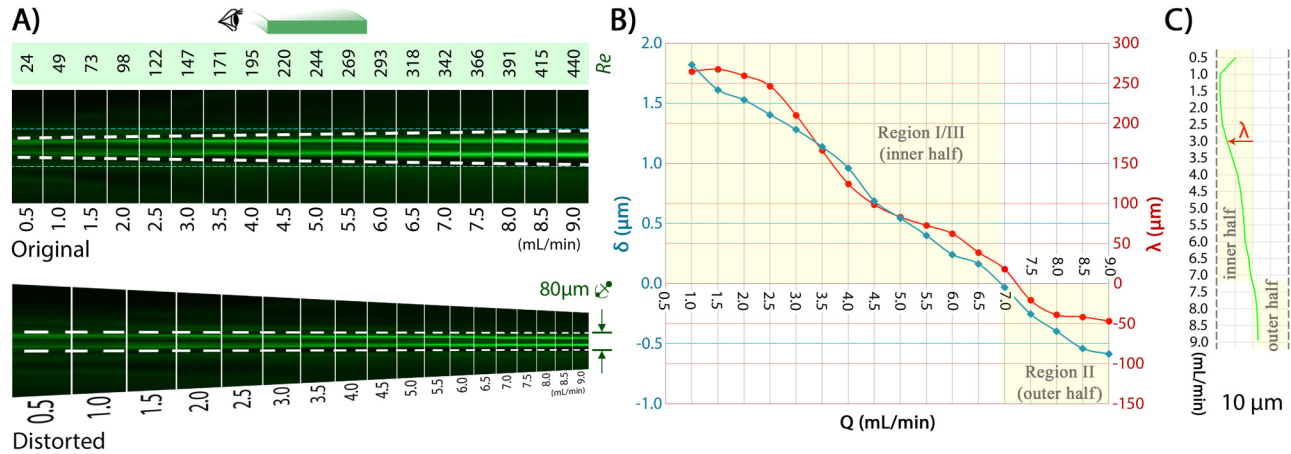 A)
24 49 73 98 122 147 171 195 220 244 269 293 318 342 366 391 415 440 Re
0.5 1.0 1.5 2.0 2.5 3.0 3.5 4.0 4.5 5.0 5.5 6.0 6.5 7.0 7.5 8.0 8.5 9.0
(mL/min)
Original
80μm
0.5 1.0 1.5 2.0 2.5 3.0 3.5 4.0 4.5 5.0 5.5 6.0 6.5 7.0 7.5 8.0 8.5 9.0
(mL/min)
Distorted
B)
2.0
1.5
1.0
0.5
0.0
-0.5
-1.0
δ (μm)
Region I/III
(inner half)
0.5 1.0 1.5 2.0 2.5 3.0 3.5 4.0 4.5 5.0 5.5 6.0 6.5 7.0 7.5 8.0 8.5 9.0
Region II
(outer half)
Q (mL/min)
300
250
200
150
100
50
0
-50
-100
-150
λ (μm)
C)
0.5
1.0
1.5
2.0
2.5
3.0
3.5
4.0
4.5
5.0
5.5
6.0
6.5
7.0
7.5
8.0
8.5
9.0
(mL/min)
λ
inner half
outer half
10 μm